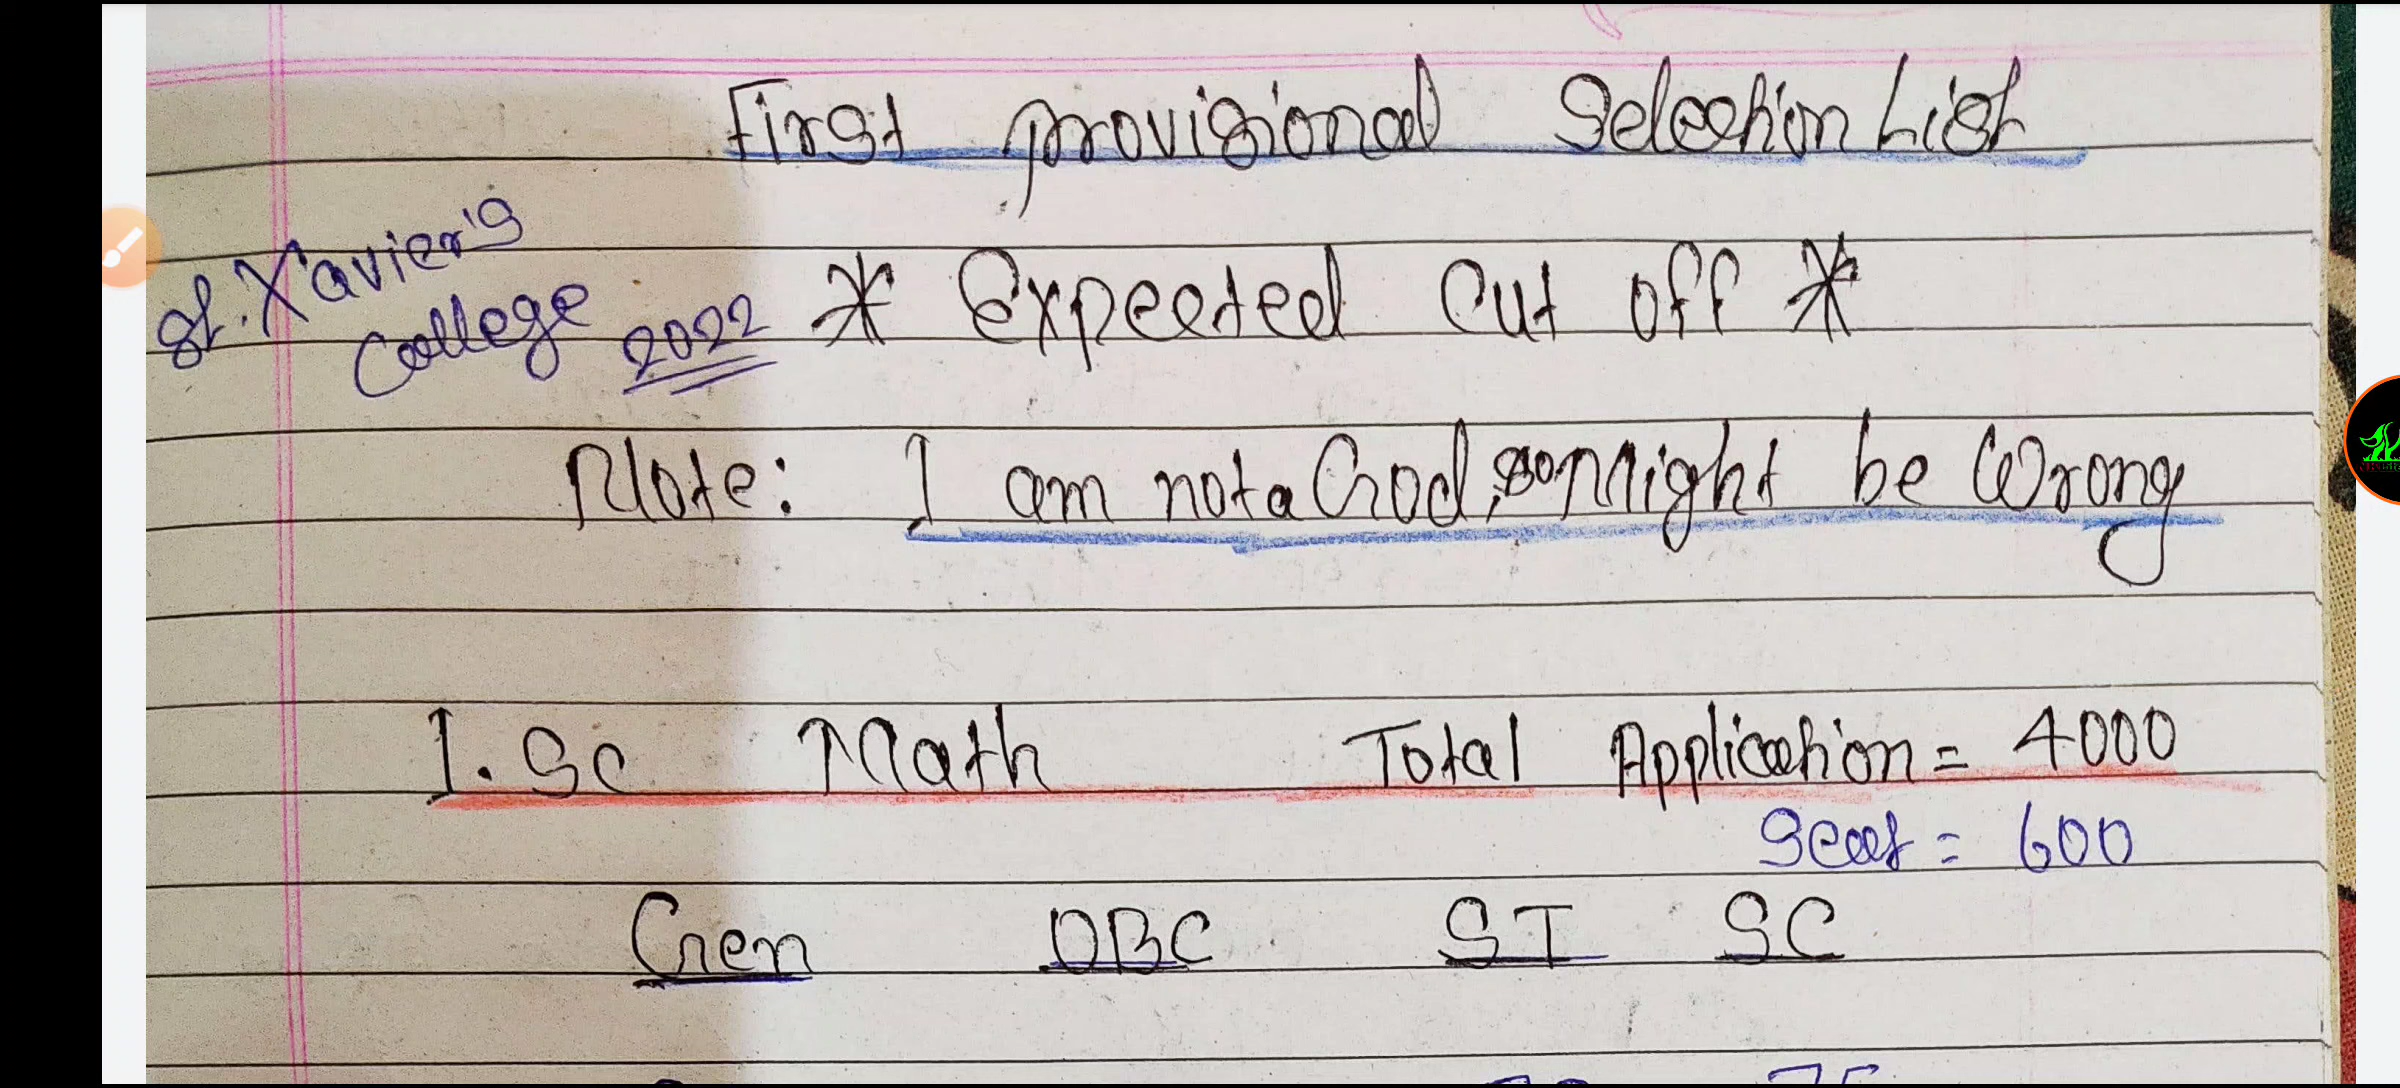 First provisional Selection List
St. Xavier's
College 2022
* Expected Cut off *
Note: I am not a God, so might be Wrong
I. Sc Math Total Application = 4000
Seat = 600
Gen OBC ST SC